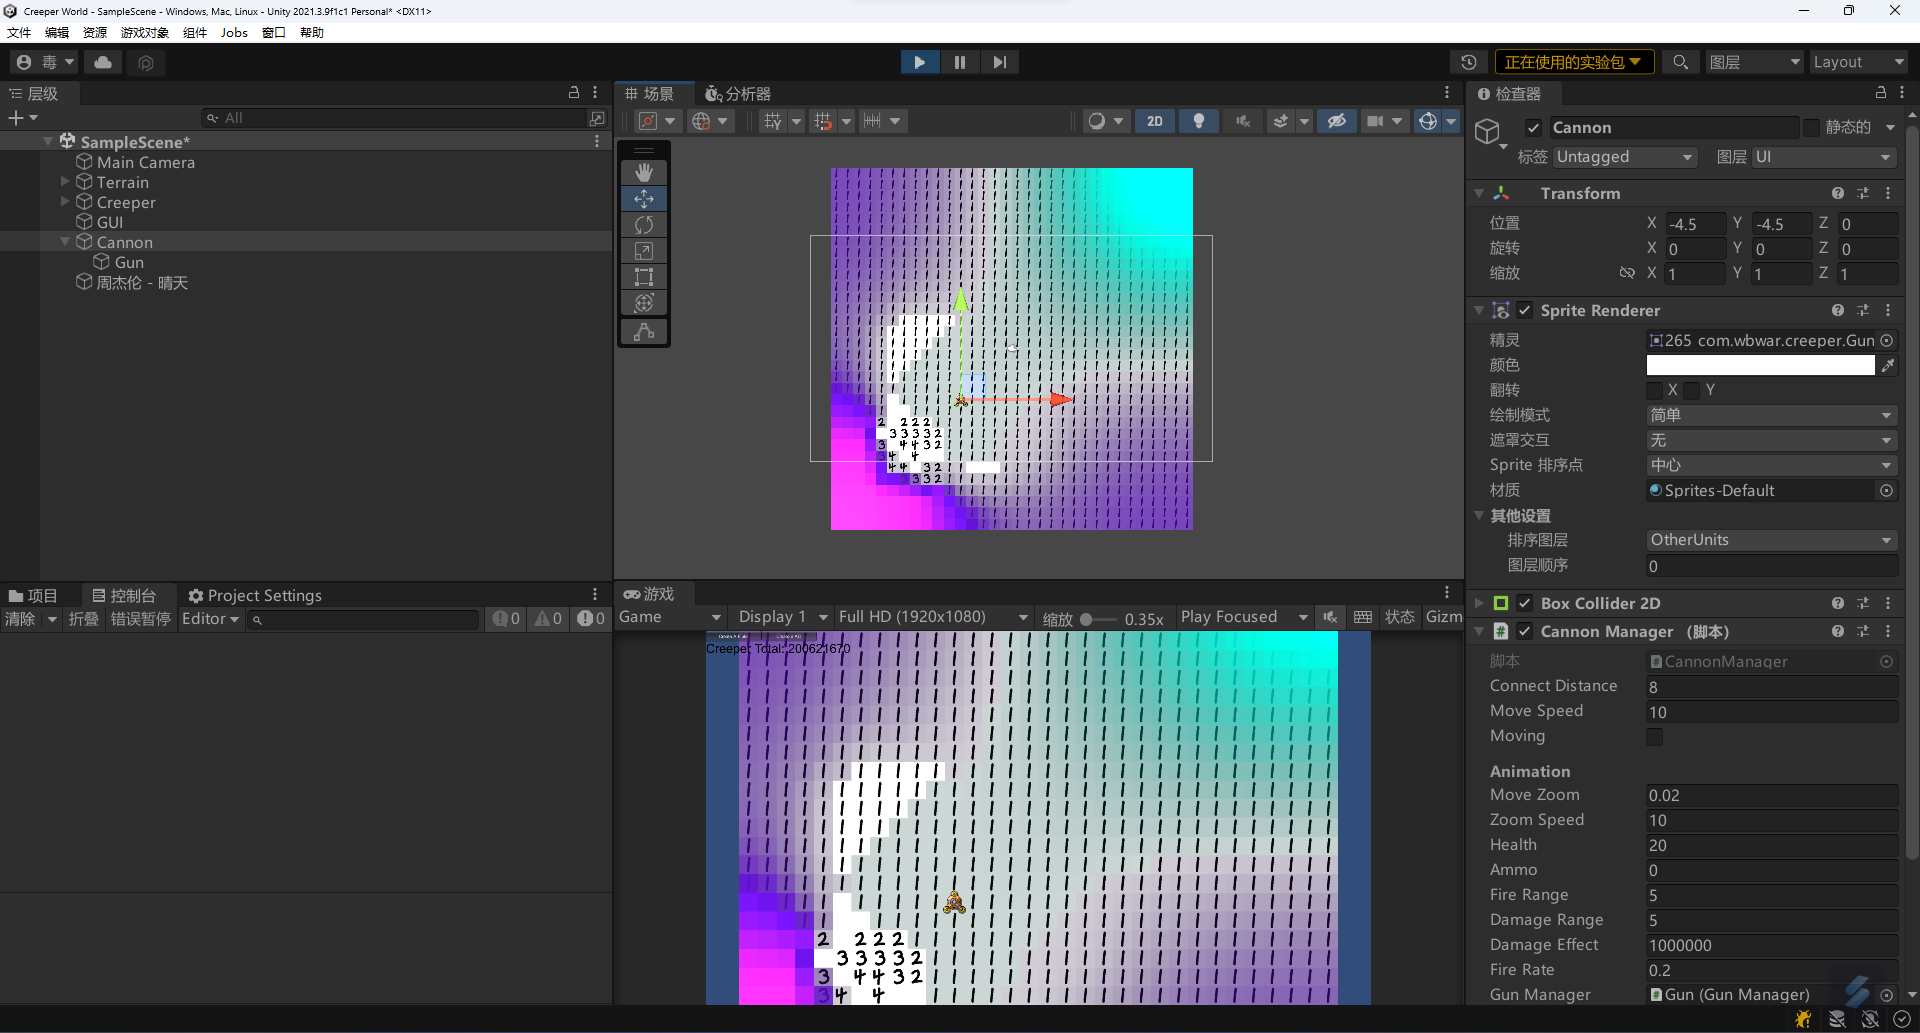 Creeper World - SampleScene - Windows, Mac, Linux - Unity 2021.3.9f1c1 Personal* <DX11>
文件 编辑 资源 游戏对象 组件 Jobs 窗口 帮助
毒 正在使用的实验包 图层 Layout
层级
All
SampleScene*
Main Camera
Terrain
Creeper
GUI
Cannon
Gun
周杰伦 - 晴天
场景 分析器
2D
2 2 2 2
3 3 3 3 2
3 4 4 3 2
4 4
4 4 3 2
3 3 3 2
项目 控制台 Project Settings
清除 折叠 错误暂停 Editor 0 0 0
游戏
Game Display 1 Full HD (1920x1080) 缩放 0.35x Play Focused 状态 Gizm
Creeper Total: 200621670
2 2 2 2
3 3 3 3 2
3 4 4 3 2
3 4 4
检查器
Cannon 静态的
标签 Untagged 图层 UI
Transform
位置 X -4.5 Y -4.5 Z 0
旋转 X 0 Y 0 Z 0
缩放 X 1 Y 1 Z 1
Sprite Renderer
精灵 265 com.wbwar.creeper.Gun
颜色
翻转 X Y
绘制模式 简单
遮罩交互 无
Sprite 排序点 中心
材质 Sprites-Default
其他设置
排序图层 OtherUnits
图层顺序 0
Box Collider 2D
Cannon Manager （脚本）
脚本 CannonManager
Connect Distance 8
Move Speed 10
Moving
Animation
Move Zoom 0.02
Zoom Speed 10
Health 20
Ammo 0
Fire Range 5
Damage Range 5
Damage Effect 1000000
Fire Rate 0.2
Gun Manager Gun (Gun Manager)